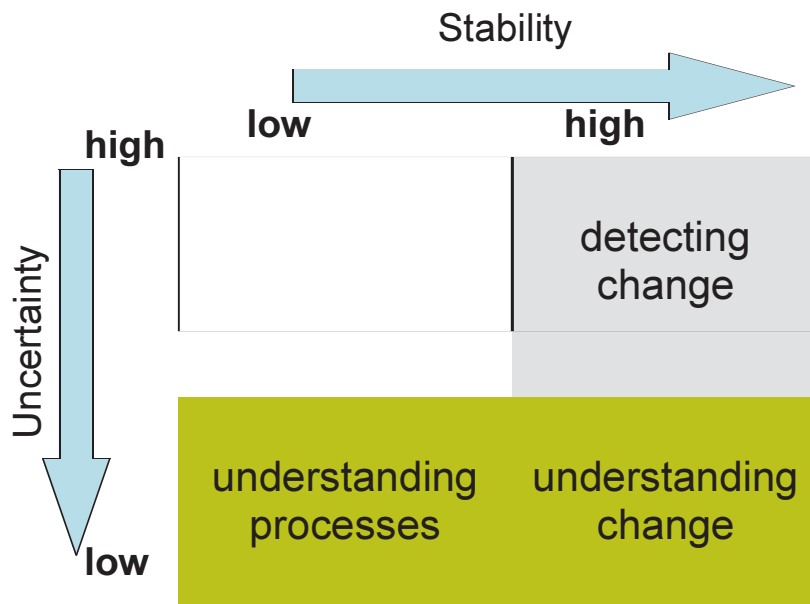 Stability
low
high
high
Uncertainty
detecting
change
understanding
processes
understanding
change
low